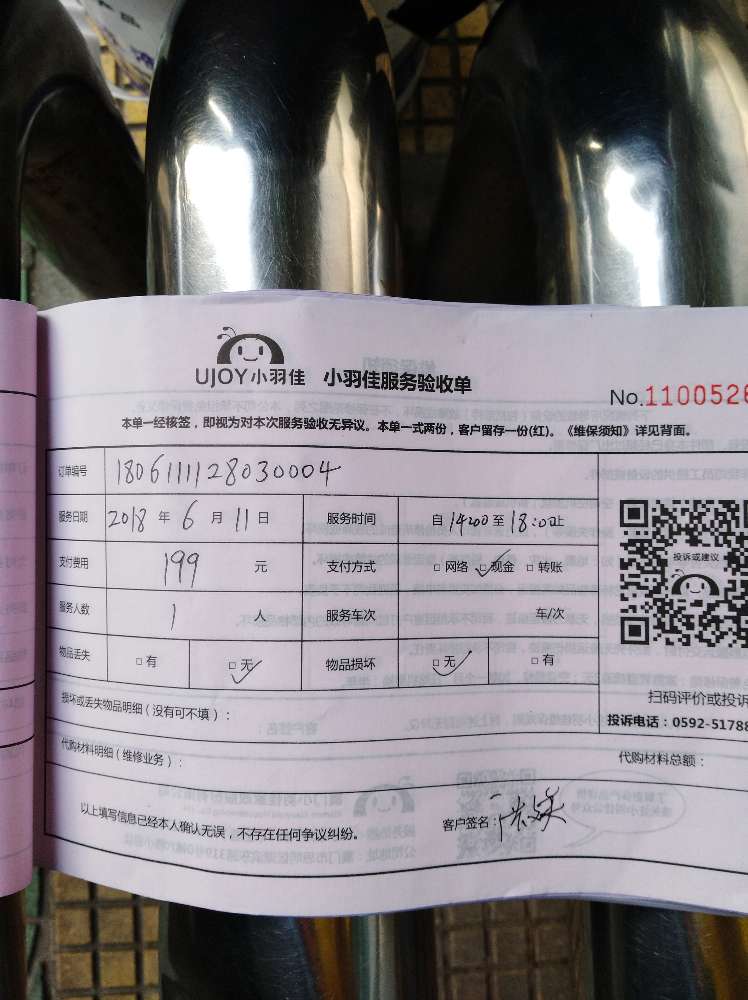 UJOY小羽佳 小羽佳服务验收单
No.1100526
本单一经核签，即视为对本次服务验收无异议。本单一式两份，客户留存一份(红)。《维保须知》详见背面。
订单编号 1806111128030004
服务日期 2018 年 6 月 11 日 服务时间 自 14:00 至 18:00 止
支付费用 199 元 支付方式 □网络 ☑现金 □转账
投诉或建议
服务人数 1 人 服务车次 车/次
物品丢失 □有 ☑无 物品损坏 ☑无 □有
扫码评价或投诉
损坏或丢失物品明细（没有可不填）：
投诉电话：0592-51788
代购材料明细（维修业务）： 代购材料总额：
以上填写信息已经本人确认无误，不存在任何争议纠纷。 客户签名: